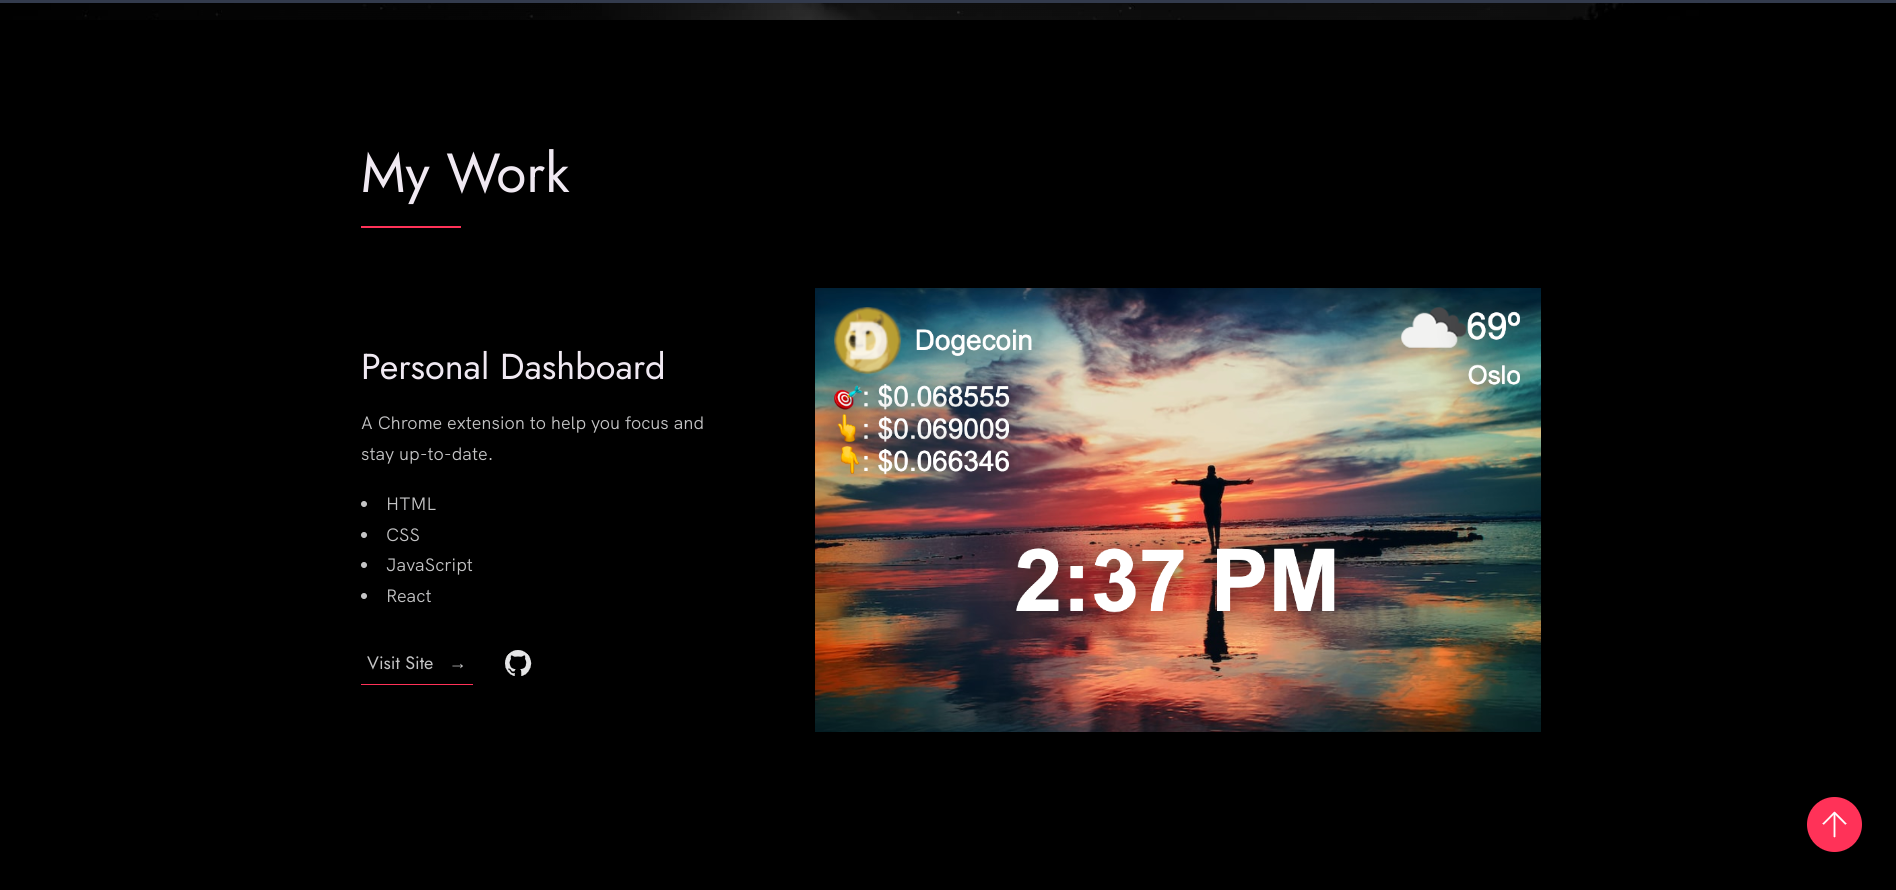 My Work
Personal Dashboard
A Chrome extension to help you focus and
stay up-to-date.
• HTML
• CSS
• JavaScript
• React
Visit Site →
Dogecoin
🎯: $0.068555
👆: $0.069009
👇: $0.066346
69º
Oslo
2:37 PM